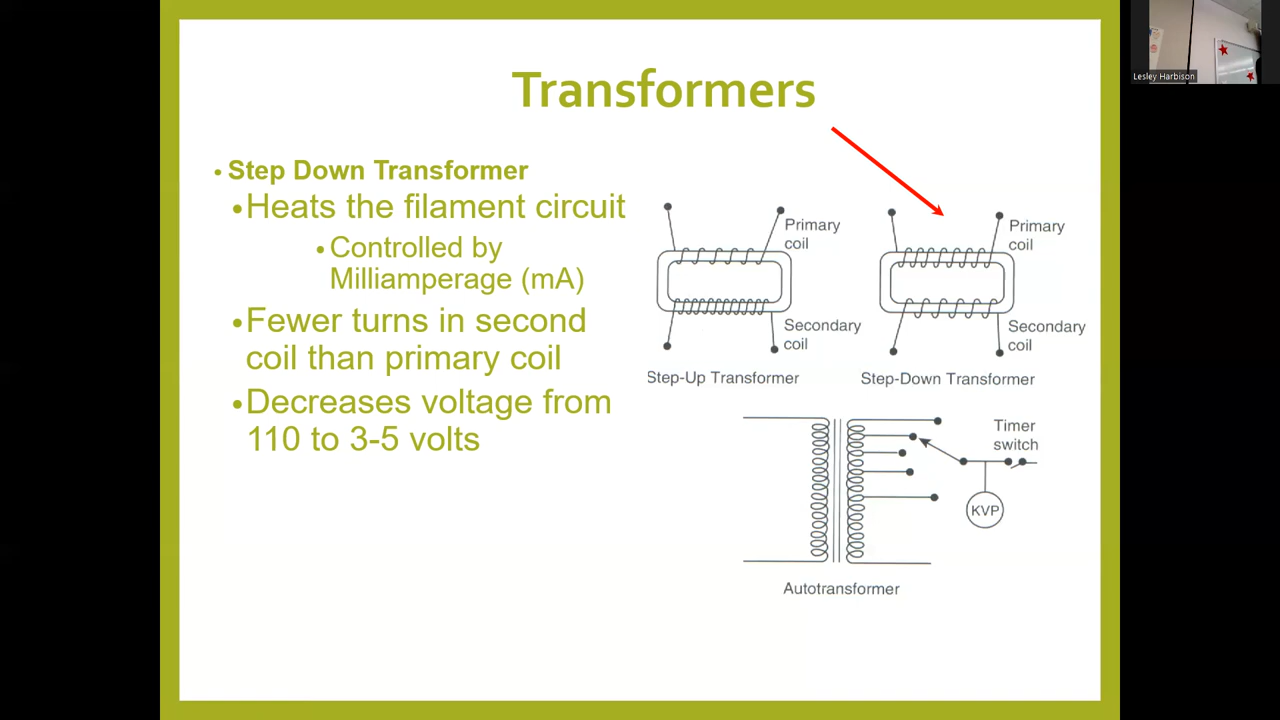 Transformers
• Step Down Transformer
•Heats the filament circuit
•Controlled by
Milliamperage (mA)
•Fewer turns in second
coil than primary coil
•Decreases voltage from
110 to 3-5 volts
Primary
coil
Secondary
coil
Step-Up Transformer
Primary
coil
Secondary
coil
Step-Down Transformer
Timer
switch
KVP
Autotransformer
Lesley Harbison